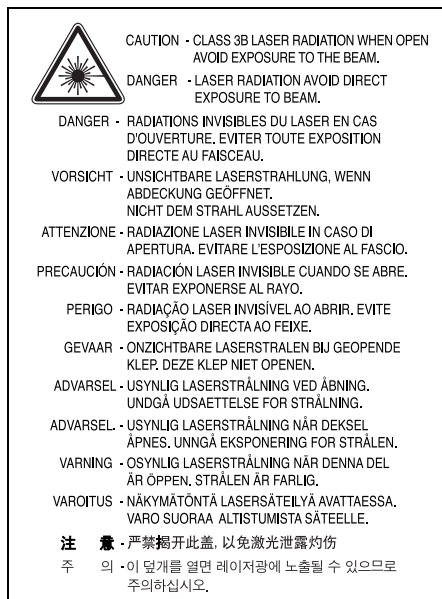 CAUTION - CLASS 3B LASER RADIATION WHEN OPEN
AVOID EXPOSURE TO THE BEAM.
DANGER - LASER RADIATION AVOID DIRECT
EXPOSURE TO BEAM.
DANGER - RADIATIONS INVISIBLES DU LASER EN CAS
D'OUVERTURE. EVITER TOUTE EXPOSITION
DIRECTE AU FAISCEAU.
VORSICHT - UNSICHTBARE LASERSTRAHLUNG, WENN
ABDECKUNG GEÖFFNET.
NICHT DEM STRAHL AUSSETZEN.
ATTENZIONE - RADIAZIONE LASER INVISIBILE IN CASO DI
APERTURA. EVITARE L'ESPOSIZIONE AL FASCIO.
PRECAUCIÓN - RADIACIÓN LASER INVISIBLE CUANDO SE ABRE.
EVITAR EXPONERSE AL RAYO.
PERIGO - RADIAÇÃO LASER INVISÍVEL AO ABRIR. EVITE
EXPOSIÇÃO DIRECTA AO FEIXE.
GEVAAR - ONZICHTBARE LASERSTRALEN BIJ GEOPENDE
KLEP. DEZE KLEP NIET OPENEN.
ADVARSEL - USYNLIG LASERSTRÅLNING VED ÅBNING.
UNDGÅ UDSAETTELSE FOR STRÅLNING.
ADVARSEL. - USYNLIG LASERSTRÅLNING NÅR DEKSEL
ÅPNES. UNNGÅ EKSPONERING FOR STRÅLEN.
VARNING - OSYNLIG LASERSTRÅLNING NÄR DENNA DEL
ÄR ÖPPEN. STRÅLEN ÄR FARLIG.
VAROITUS - NÄKYMÄTÖNTÄ LASERSÄTEILYÄ AVATTAESSA.
VARO SUORAA ALTISTUMISTA SÄTEELLE.
注 意 - 严禁揭开此盖, 以免激光泄露灼伤
주 의 - 이 덮개를 열면 레이저광에 노출될 수 있으므로
주의하십시오.